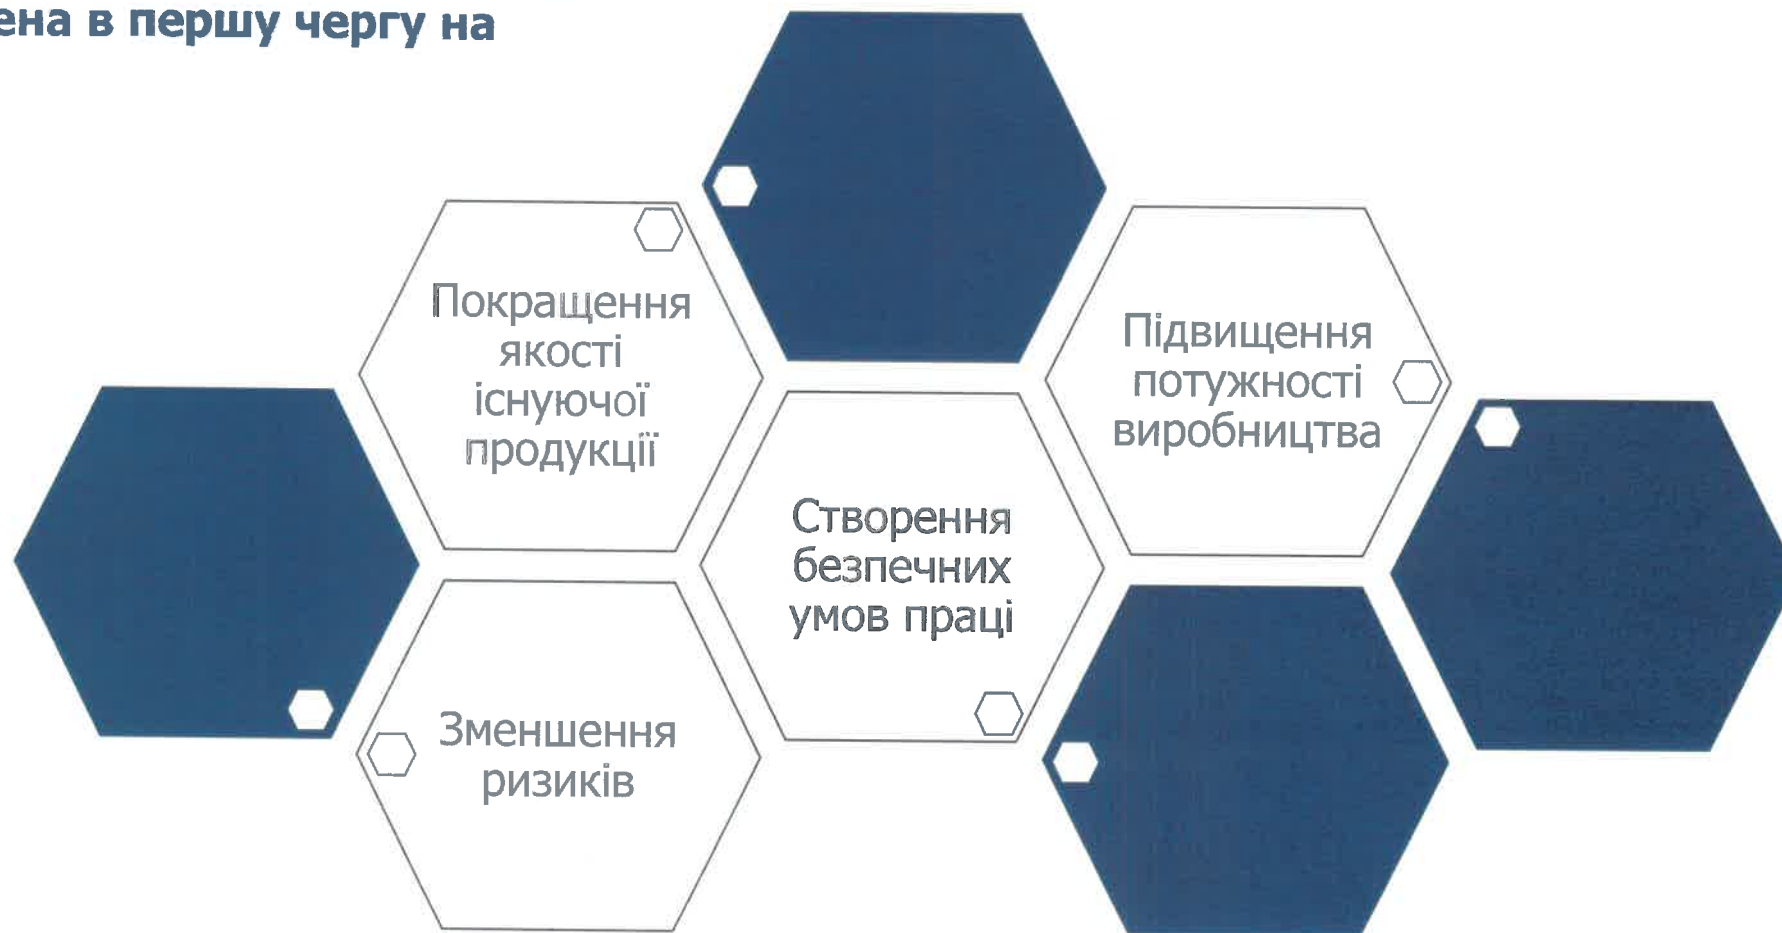 ена в першу чергу на
Покращення
якості
існуючої
продукції
Підвищення
потужності
виробництва
Створення
безпечних
умов праці
Зменшення
ризиків